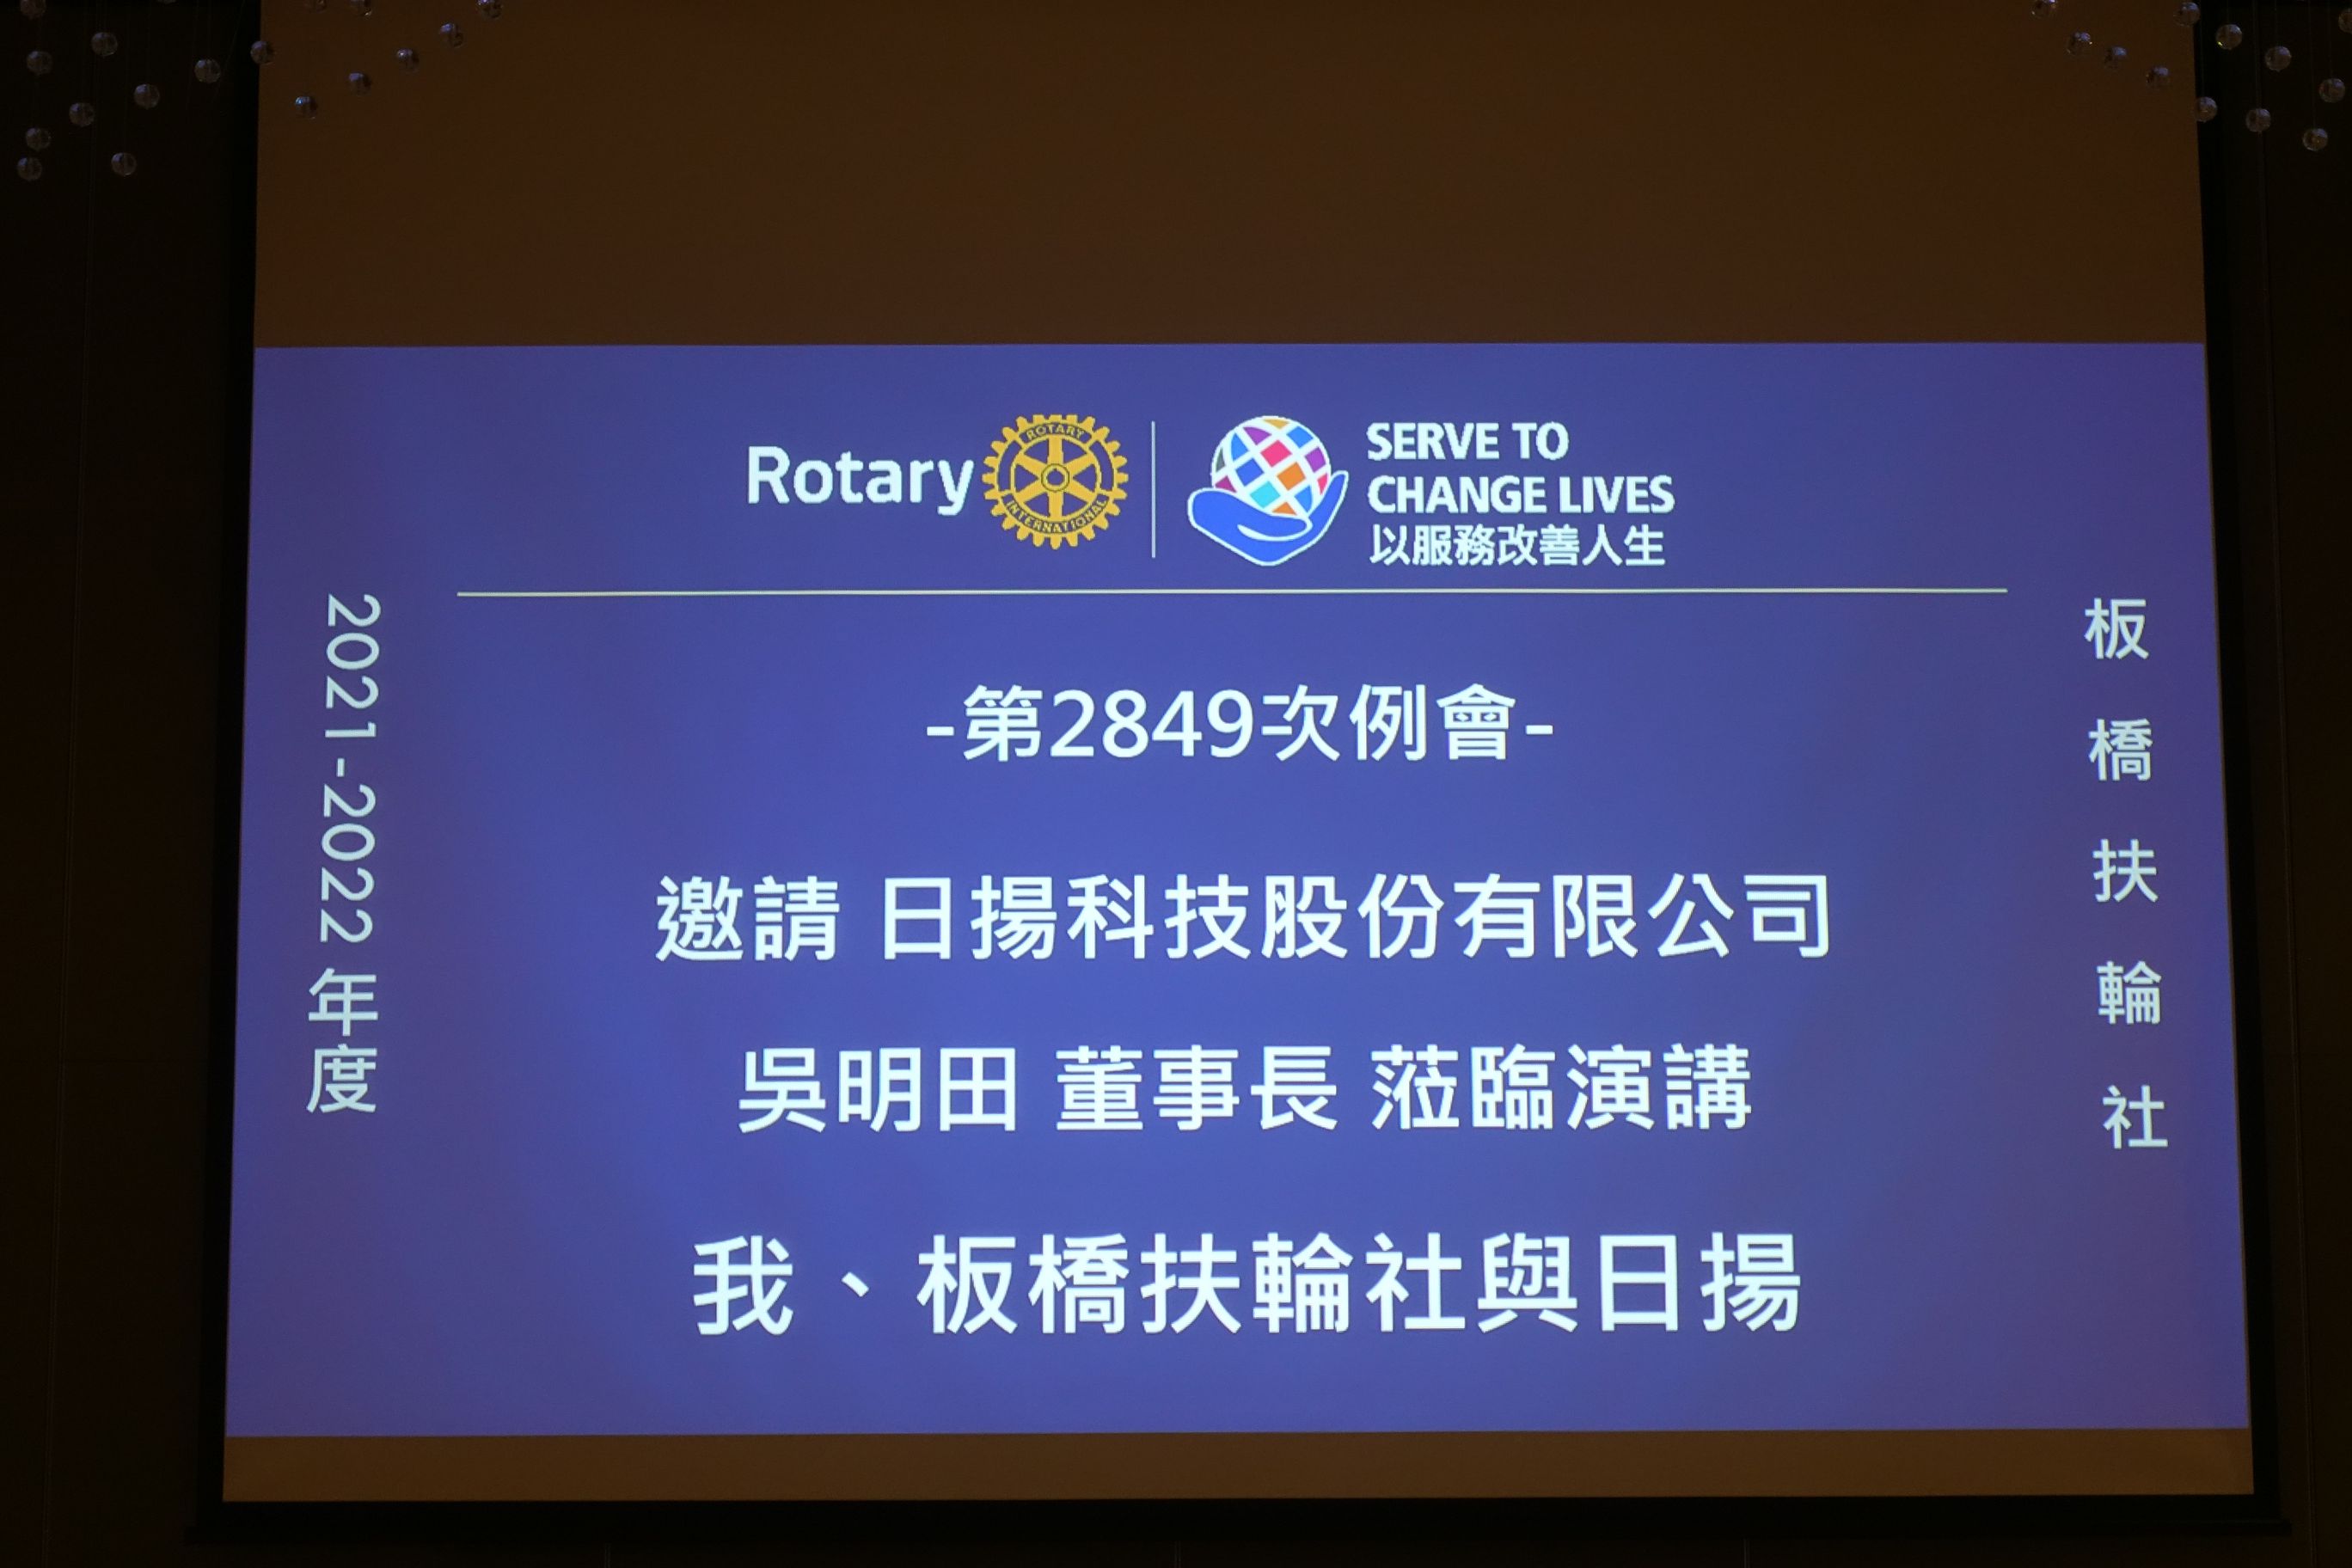 Rotary
ROTARY
INTERNATIONAL
SERVE TO
CHANGE LIVES
以服務改善人生
2021-2022 年度
板橋扶輪社
-第2849次例會-
邀請 日揚科技股份有限公司
吳明田 董事長 蒞臨演講
我、板橋扶輪社與日揚